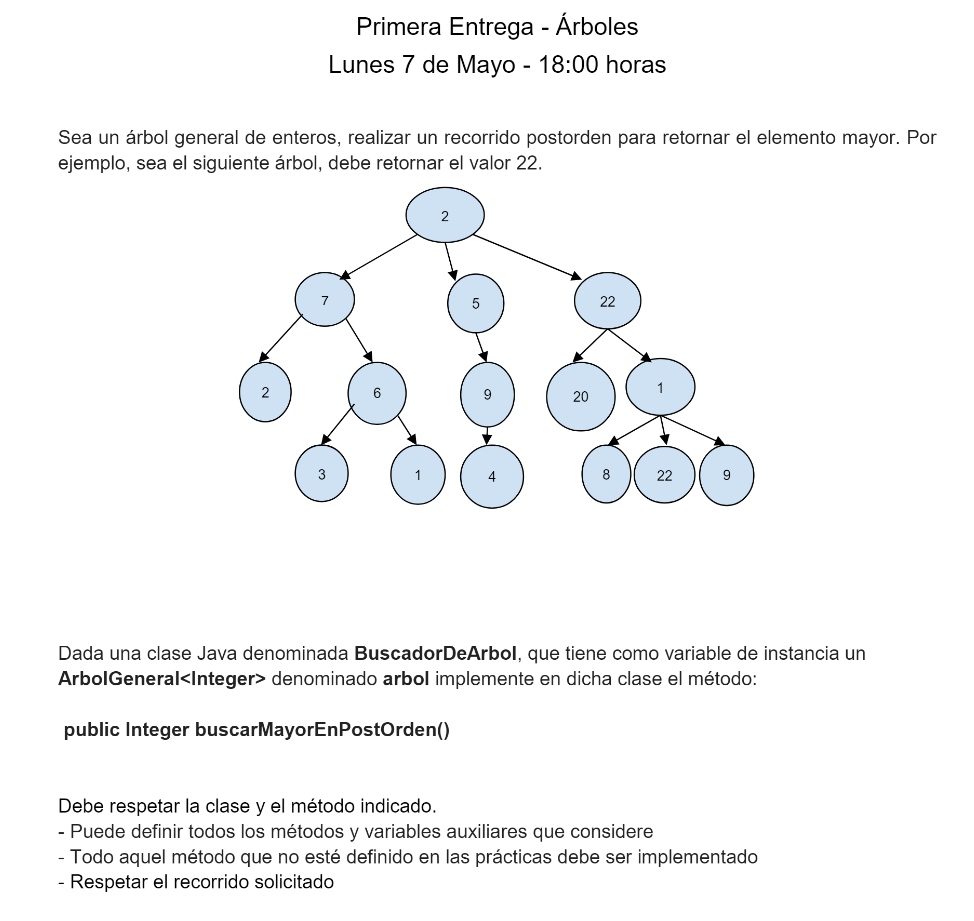 Primera Entrega - Árboles
Lunes 7 de Mayo - 18:00 horas
Sea un árbol general de enteros, realizar un recorrido postorden para retornar el elemento mayor. Por
ejemplo, sea el siguiente árbol, debe retornar el valor 22.
2
7
5
22
2
6
9
20
1
3
1
4
8
22
9
Dada una clase Java denominada BuscadorDeArbol, que tiene como variable de instancia un
ArbolGeneral<Integer> denominado arbol implemente en dicha clase el método:
public Integer buscarMayorEnPostOrden()
Debe respetar la clase y el método indicado.
- Puede definir todos los métodos y variables auxiliares que considere
- Todo aquel método que no esté definido en las prácticas debe ser implementado
- Respetar el recorrido solicitado